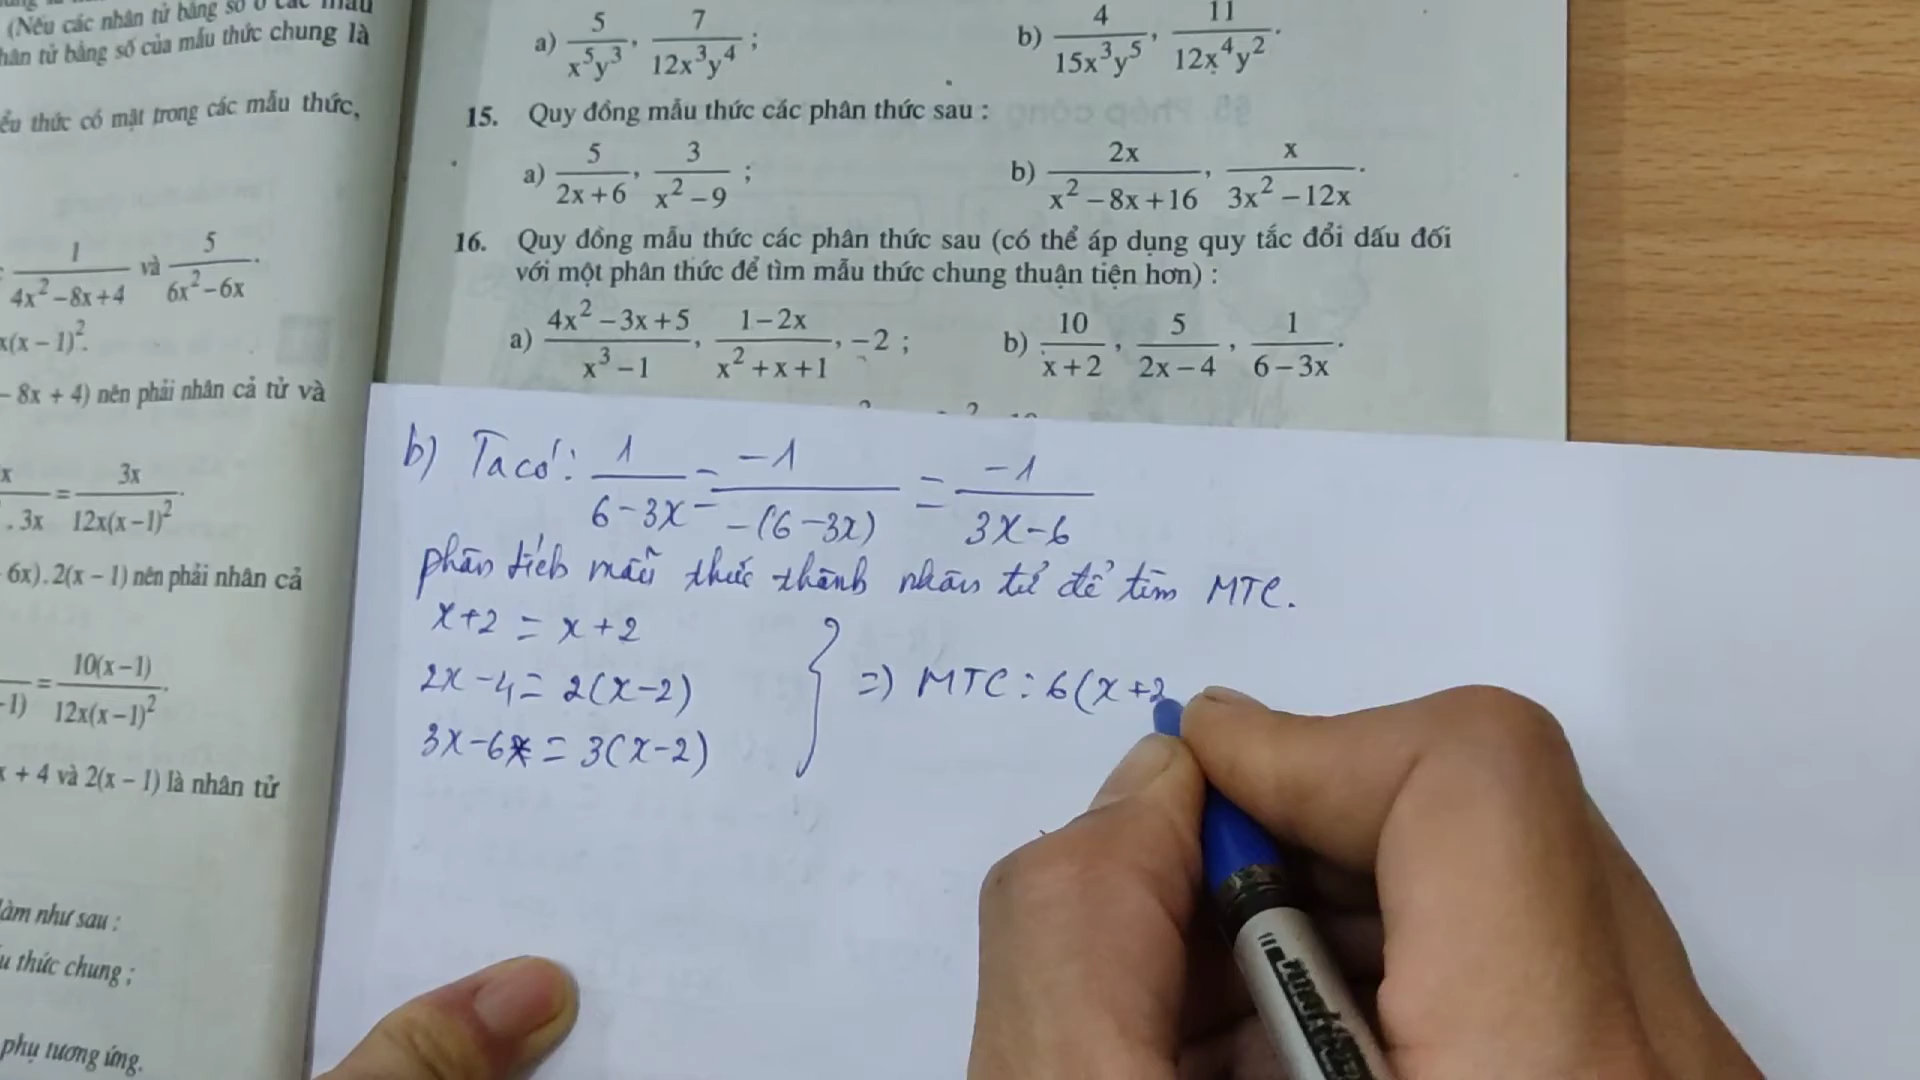 (Nếu các nhân tử bằng số ở các mẫu
nhân tử bằng số của mẫu thức chung là
ểu thức có mặt trong các mẫu thức,
1/(4x² − 8x + 4) và 5/(6x² − 6x).
x(x − 1)².
− 8x + 4) nên phải nhân cả tử và
. 3x = 3x/(12x(x − 1)²).
6x). 2(x − 1) nên phải nhân cả
−1) = 10(x − 1)/(12x(x − 1)²).
x + 4 và 2(x − 1) là nhân tử
làm như sau :
thức chung ;
phụ tương ứng.
a) 5/(x⁵y³), 7/(12x³y⁴) ; b) 4/(15x³y⁵), 11/(12x⁴y²).
15. Quy đồng mẫu thức các phân thức sau :
a) 5/(2x + 6), 3/(x² − 9) ; b) 2x/(x² − 8x + 16), x/(3x² − 12x).
16. Quy đồng mẫu thức các phân thức sau (có thể áp dụng quy tắc đổi dấu đối
với một phân thức để tìm mẫu thức chung thuận tiện hơn) :
a) (4x² − 3x + 5)/(x³ − 1), (1 − 2x)/(x² + x + 1), −2 ; b) 10/(x + 2), 5/(2x − 4), 1/(6 − 3x).
b) Ta có: 1/(6 − 3x) = −1/(−(6 − 3x)) = −1/(3x − 6)
phân tích mẫu thức thành nhân tử để tìm MTC.
x + 2 = x + 2
2x − 4 = 2(x − 2)
3x − 6 = 3(x − 2)
=) MTC : 6(x + 2